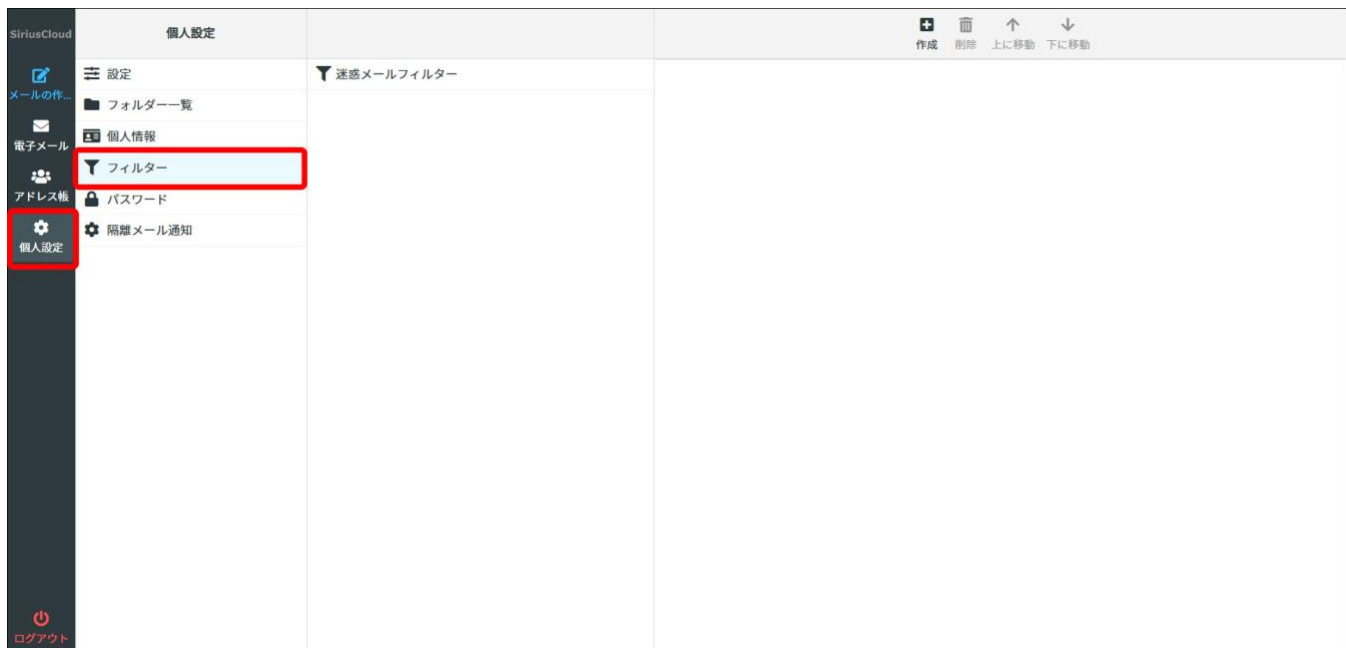 SiriusCloud
メールの作...
電子メール
アドレス帳
個人設定
ログアウト
個人設定
設定
フォルダー一覧
個人情報
フィルター
パスワード
隔離メール通知
迷惑メールフィルター
作成 削除 上に移動 下に移動